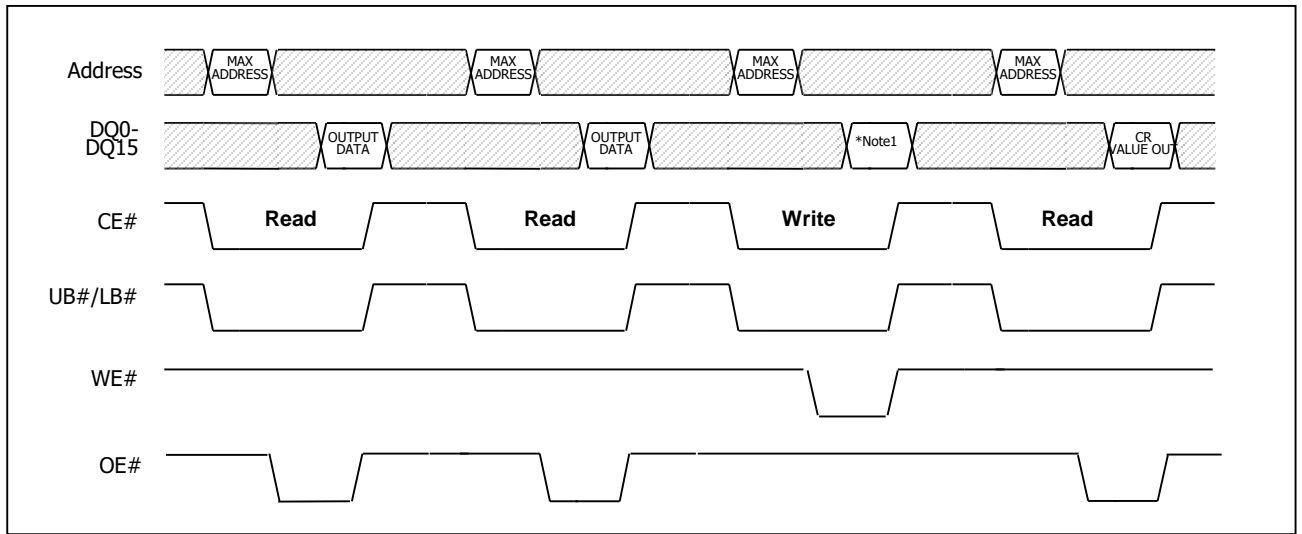 Address
MAX
ADDRESS
MAX
ADDRESS
MAX
ADDRESS
MAX
ADDRESS
DQ0-
DQ15
OUTPUT
DATA
OUTPUT
DATA
*Note1
CR
VALUE OUT
CE#
Read
Read
Write
Read
UB#/LB#
WE#
OE#